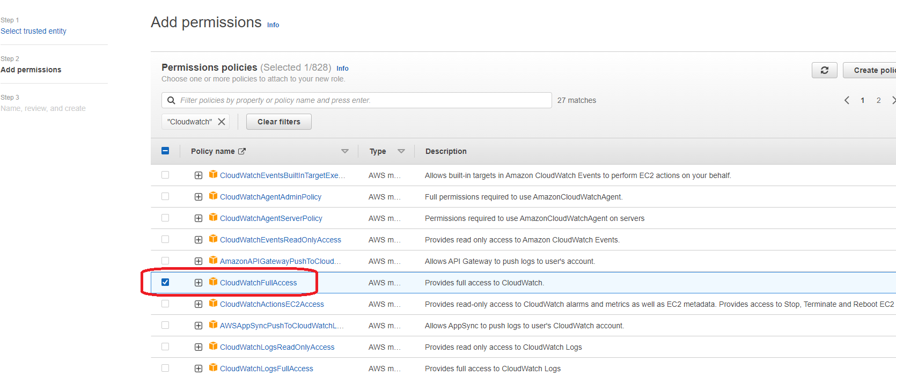 Step 1
Select trusted entity
Step 2
Add permissions
Step 3
Name, review, and create
Add permissions Info
Permissions policies (Selected 1/828) Info
Choose one or more policies to attach to your new role.
Create polic
Filter policies by property or policy name and press enter.
27 matches
1 2
"Cloudwatch"
Clear filters
Policy name Type Description
CloudWatchEventsBuiltInTargetExe... AWS m... Allows built-in targets in Amazon CloudWatch Events to perform EC2 actions on your behalf.
CloudWatchAgentAdminPolicy AWS m... Full permissions required to use AmazonCloudWatchAgent.
CloudWatchAgentServerPolicy AWS m... Permissions required to use AmazonCloudWatchAgent on servers
CloudWatchEventsReadOnlyAccess AWS m... Provides read only access to Amazon CloudWatch Events.
AmazonAPIGatewayPushToCloud... AWS m... Allows API Gateway to push logs to user's account.
CloudWatchFullAccess AWS m... Provides full access to CloudWatch.
CloudWatchActionsEC2Access AWS m... Provides read-only access to CloudWatch alarms and metrics as well as EC2 metadata. Provides access to Stop, Terminate and Reboot EC2
AWSAppSyncPushToCloudWatchL... AWS m... Allows AppSync to push logs to user's CloudWatch account.
CloudWatchLogsReadOnlyAccess AWS m... Provides read only access to CloudWatch Logs
CloudWatchLogsFullAccess AWS m... Provides full access to CloudWatch Logs